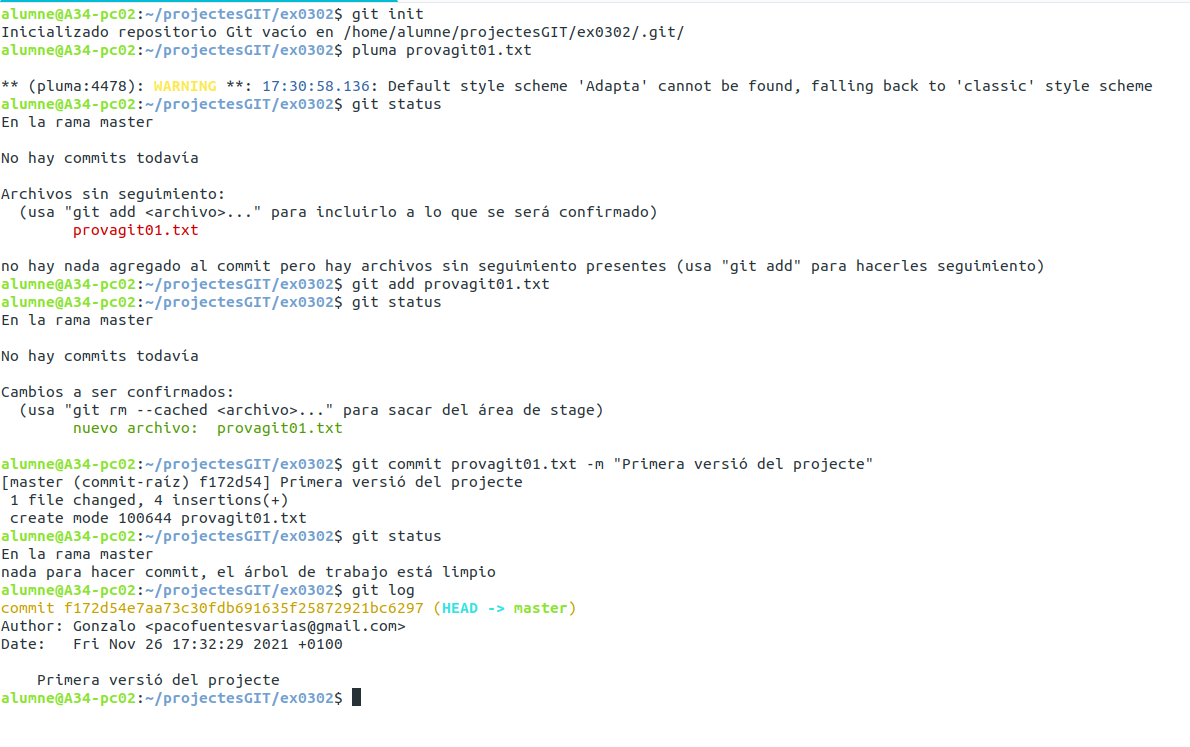 alumne@A34-pc02:~/projectesGIT/ex0302$ git init
Inicializado repositorio Git vacío en /home/alumne/projectesGIT/ex0302/.git/
alumne@A34-pc02:~/projectesGIT/ex0302$ pluma provagit01.txt

** (pluma:4478): WARNING **: 17:30:58.136: Default style scheme 'Adapta' cannot be found, falling back to 'classic' style scheme
alumne@A34-pc02:~/projectesGIT/ex0302$ git status
En la rama master

No hay commits todavía

Archivos sin seguimiento:
  (usa "git add <archivo>..." para incluirlo a lo que se será confirmado)
        provagit01.txt

no hay nada agregado al commit pero hay archivos sin seguimiento presentes (usa "git add" para hacerles seguimiento)
alumne@A34-pc02:~/projectesGIT/ex0302$ git add provagit01.txt
alumne@A34-pc02:~/projectesGIT/ex0302$ git status
En la rama master

No hay commits todavía

Cambios a ser confirmados:
  (usa "git rm --cached <archivo>..." para sacar del área de stage)
        nuevo archivo:  provagit01.txt

alumne@A34-pc02:~/projectesGIT/ex0302$ git commit provagit01.txt -m "Primera versió del projecte"
[master (commit-raíz) f172d54] Primera versió del projecte
 1 file changed, 4 insertions(+)
 create mode 100644 provagit01.txt
alumne@A34-pc02:~/projectesGIT/ex0302$ git status
En la rama master
nada para hacer commit, el árbol de trabajo está limpio
alumne@A34-pc02:~/projectesGIT/ex0302$ git log
commit f172d54e7aa73c30fdb691635f25872921bc6297 (HEAD -> master)
Author: Gonzalo <pacofuentesvarias@gmail.com>
Date:   Fri Nov 26 17:32:29 2021 +0100

    Primera versió del projecte
alumne@A34-pc02:~/projectesGIT/ex0302$